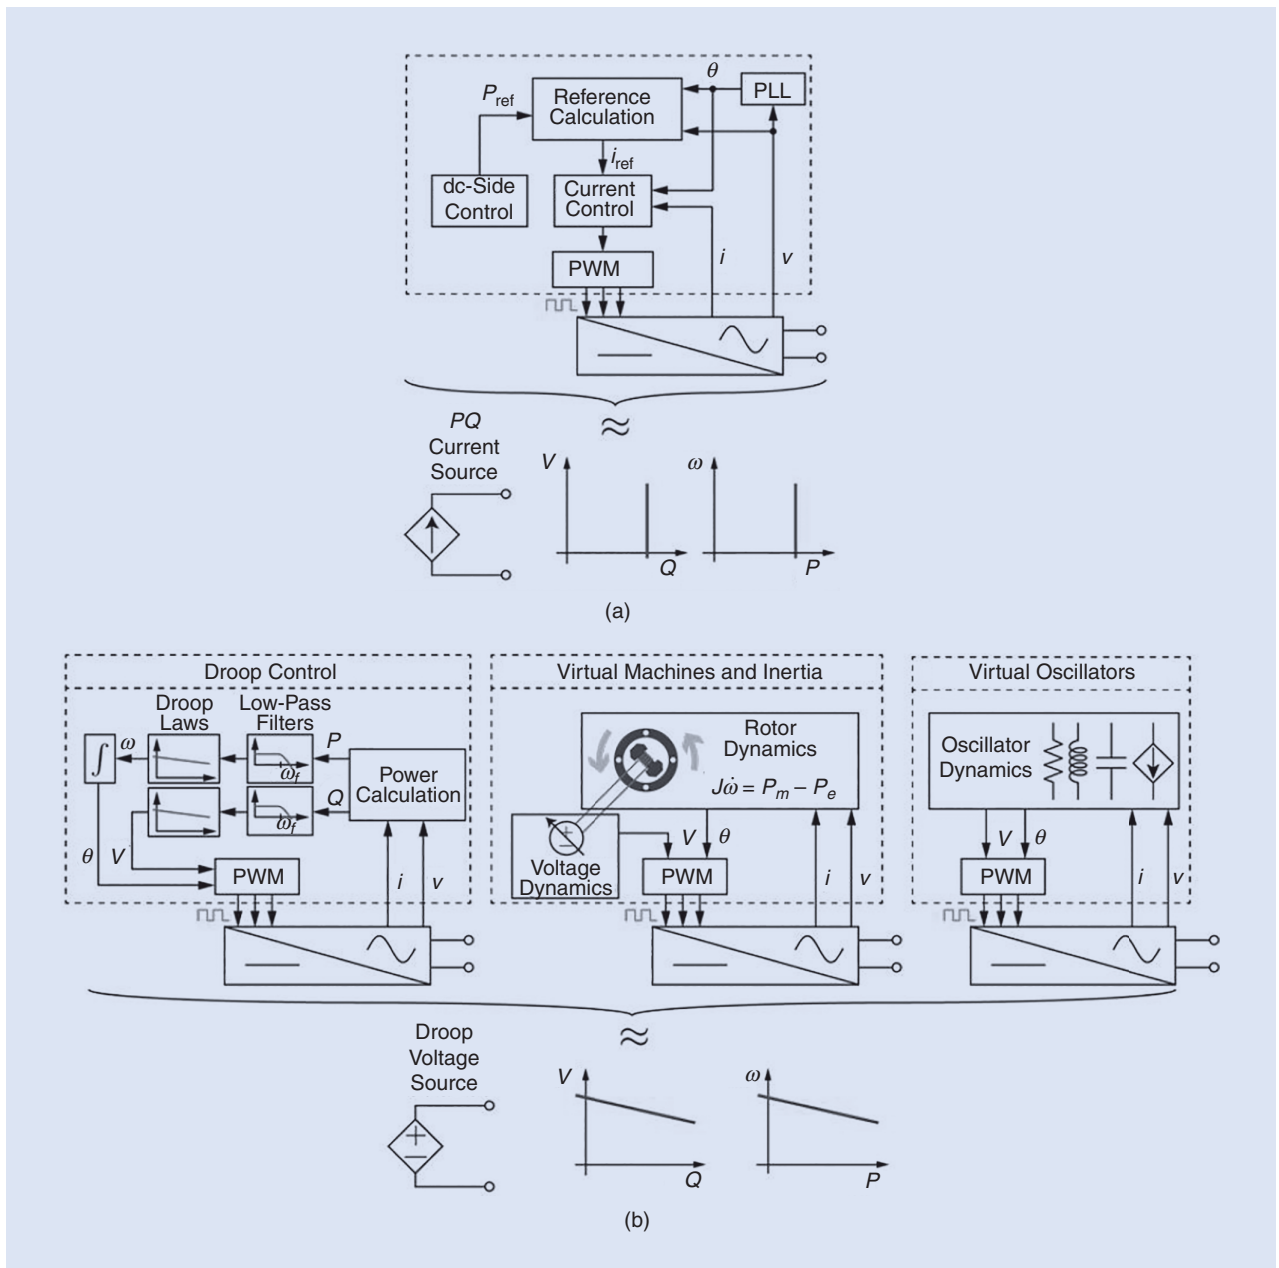 θ
PLL
P_ref
Reference
Calculation
i_ref
dc-Side
Control
Current
Control
PWM
i
v
≈
PQ
Current
Source
V
Q
ω
P
(a)
Droop Control
Droop
Laws
Low-Pass
Filters
∫
ω
ω_f
P
ω_f
Q
Power
Calculation
θ
V
PWM
i
v
Virtual Machines and Inertia
Rotor
Dynamics
Jω̇ = P_m – P_e
+
–
Voltage
Dynamics
V
θ
PWM
i
v
Virtual Oscillators
Oscillator
Dynamics
V
θ
PWM
i
v
≈
Droop
Voltage
Source
+
–
V
Q
ω
P
(b)